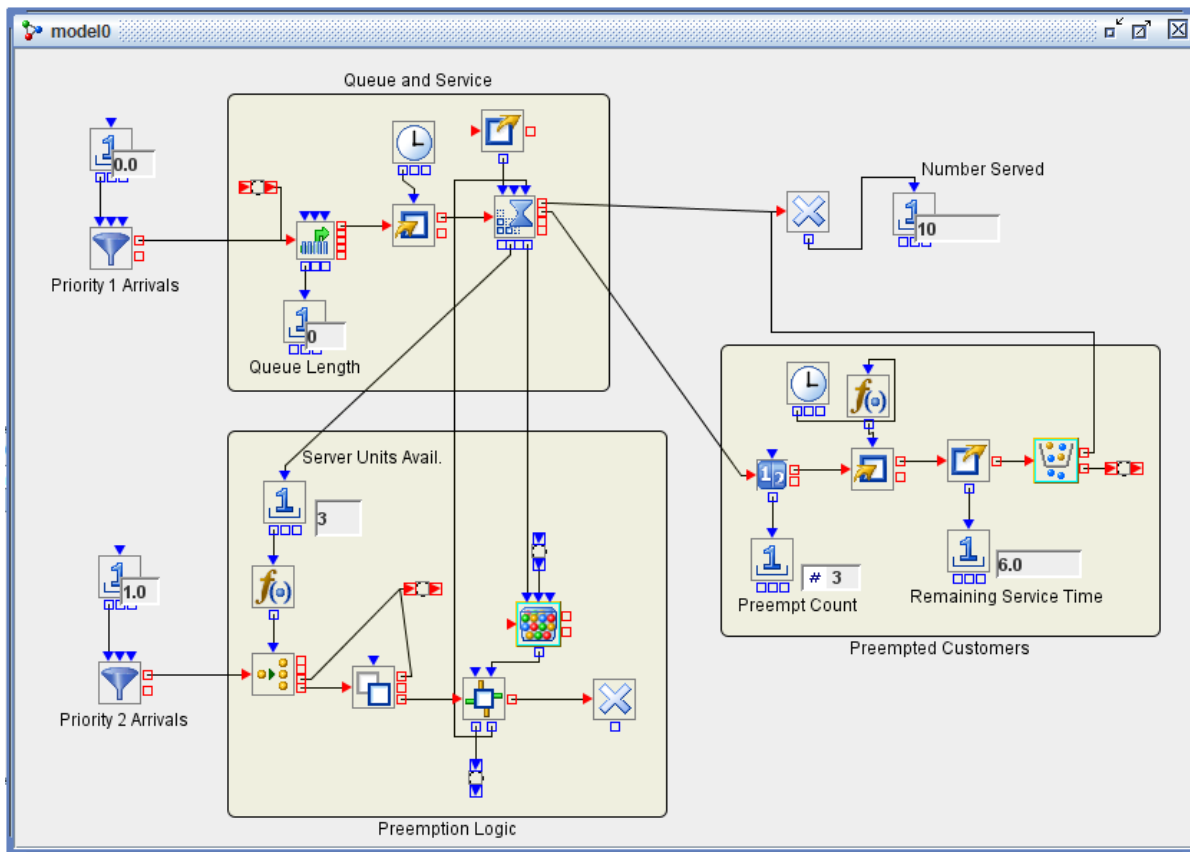 model0
Queue and Service
0.0
Number Served
10
Priority 1 Arrivals
0
Queue Length
Server Units Avail.
3
1.0
# 3
6.0
Preempt Count
Remaining Service Time
Preempted Customers
Priority 2 Arrivals
Preemption Logic